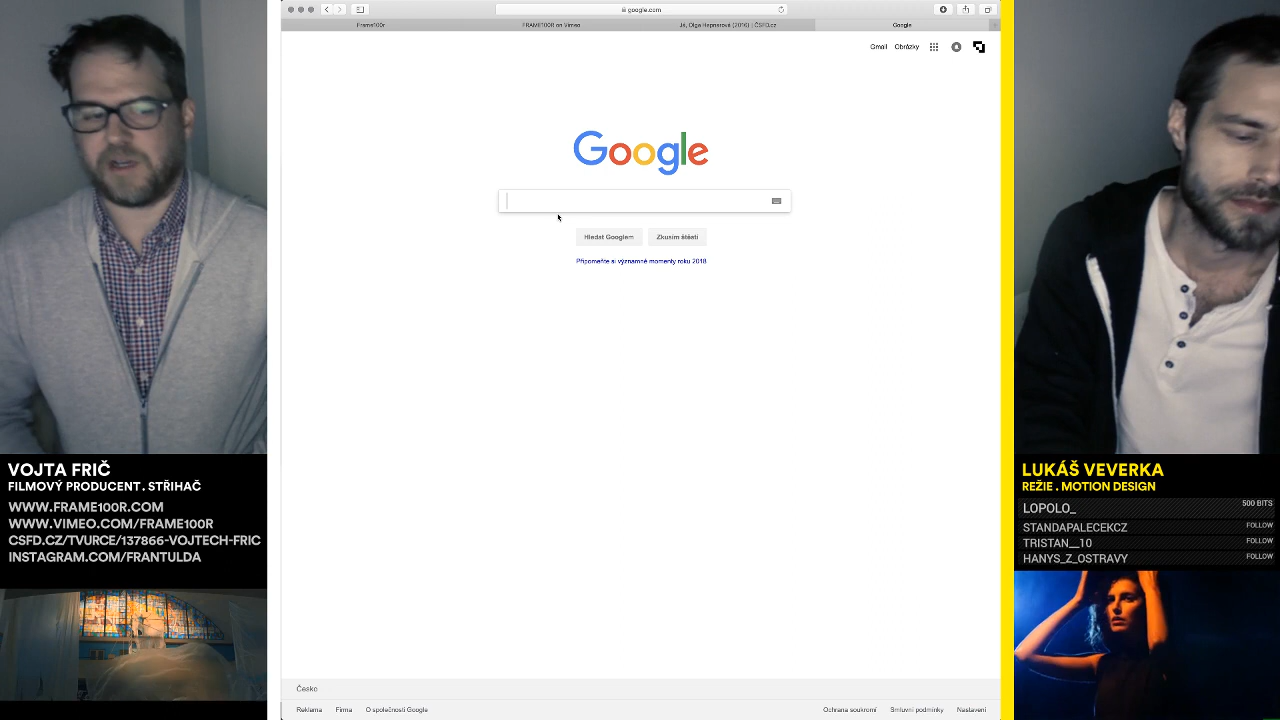 google.com
Frame100r
FRAME100R on Vimeo
Já, Olga Hepnarová (2016) | ČSFD.cz
Google
Gmail
Obrázky
Google
Hledat Googlem
Zkusím štěstí
Připomeňte si významné momenty roku 2018
Česko
Reklama
Firma
O společnosti Google
Ochrana soukromí
Smluvní podmínky
Nastavení
VOJTA FRIČ
FILMOVÝ PRODUCENT . STŘIHAČ
WWW.FRAME100R.COM
WWW.VIMEO.COM/FRAME100R
CSFD.CZ/TVURCE/137866-VOJTECH-FRIC
INSTAGRAM.COM/FRANTULDA
LUKÁŠ VEVERKA
REŽIE . MOTION DESIGN
LOPOLO_ 500 BITS
STANDAPALECEKCZ FOLLOW
TRISTAN__10 FOLLOW
HANYS_Z_OSTRAVY FOLLOW